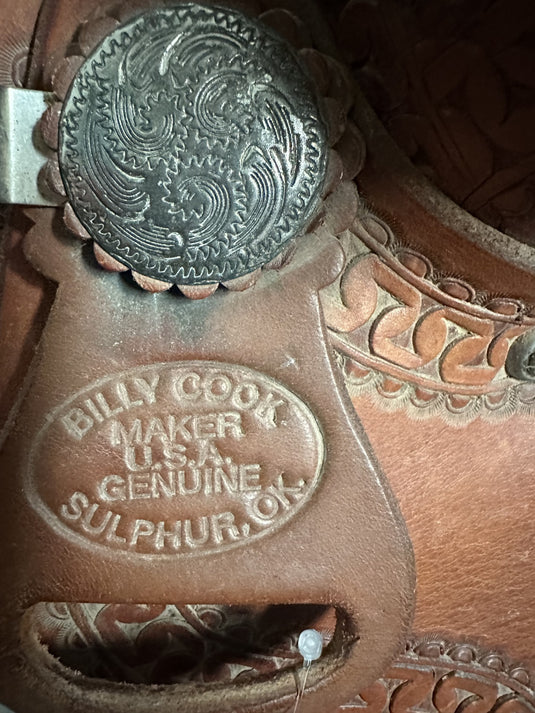 BILLY COOK
MAKER
U.S.A.
GENUINE
SULPHUR, OK.